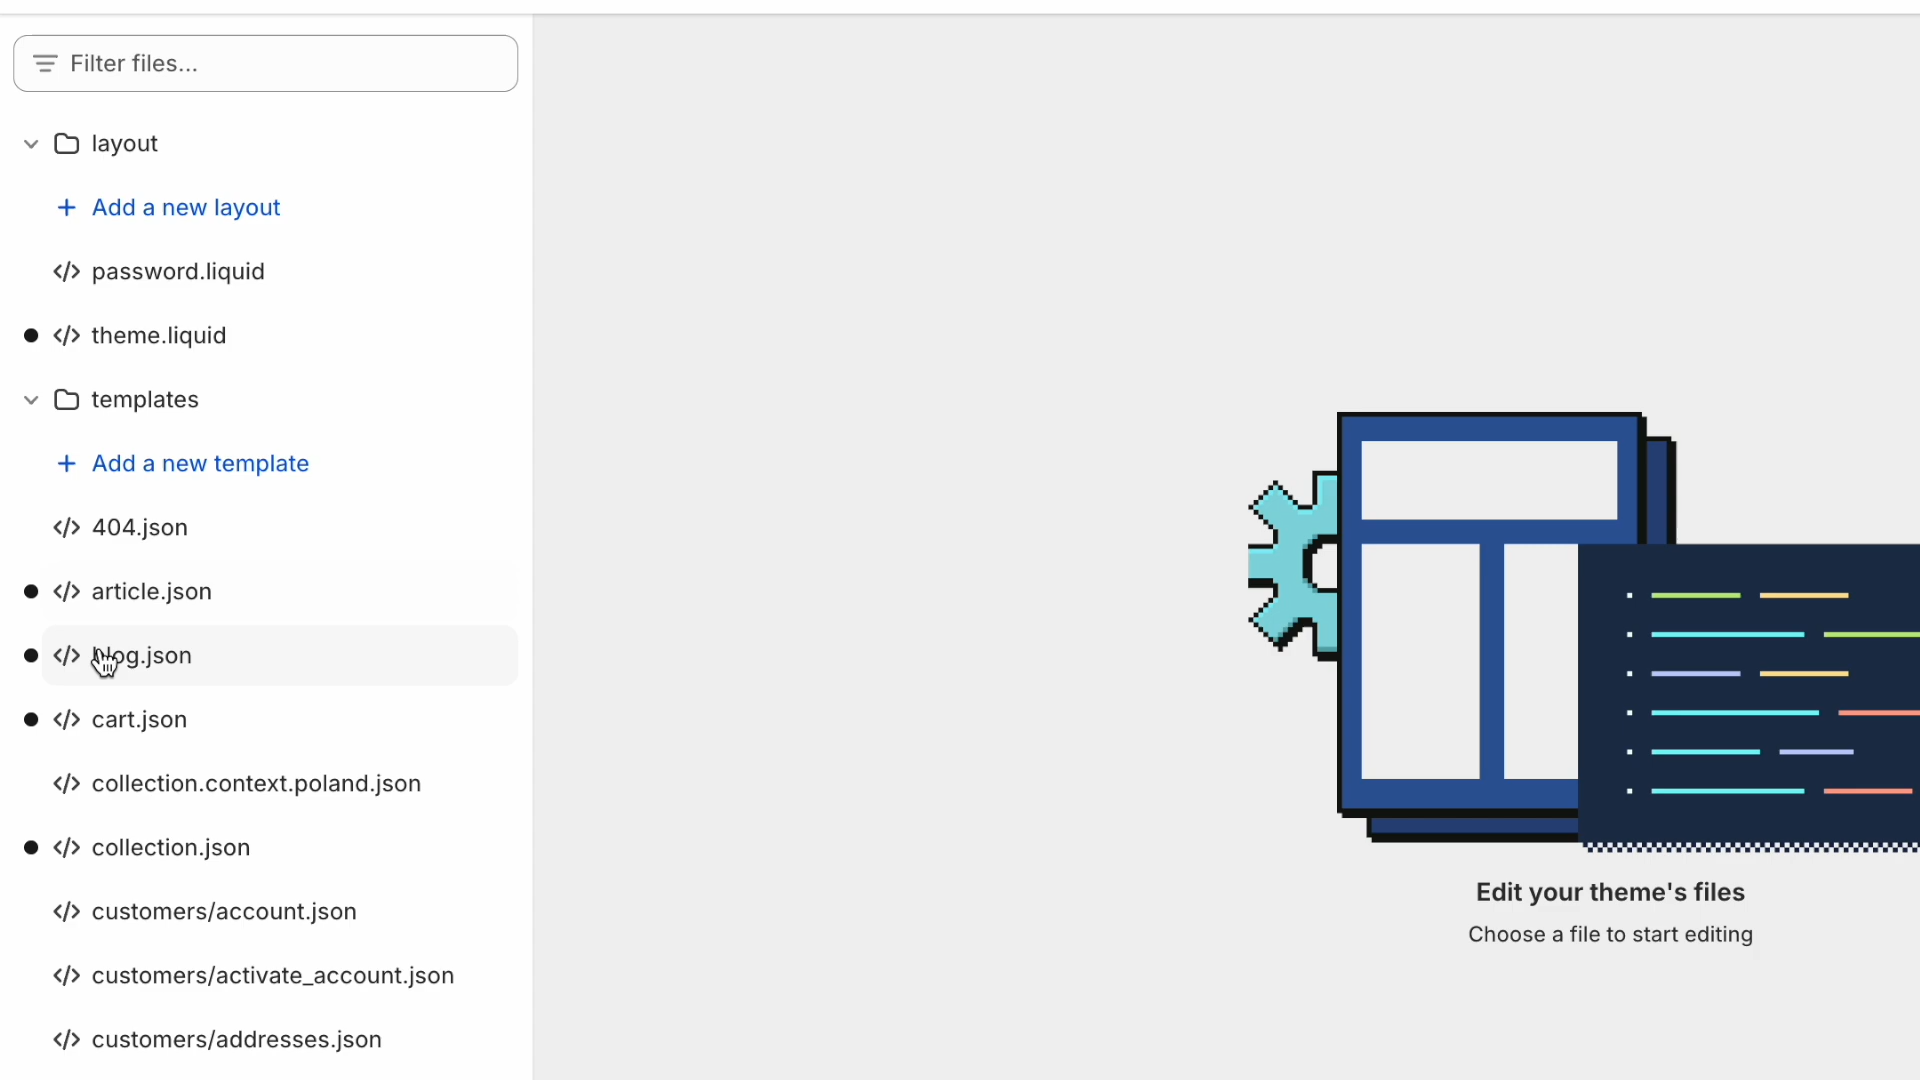 Filter files...
layout
Add a new layout
password.liquid
theme.liquid
templates
Add a new template
404.json
article.json
blog.json
cart.json
collection.context.poland.json
collection.json
customers/account.json
customers/activate_account.json
customers/addresses.json
Edit your theme's files
Choose a file to start editing